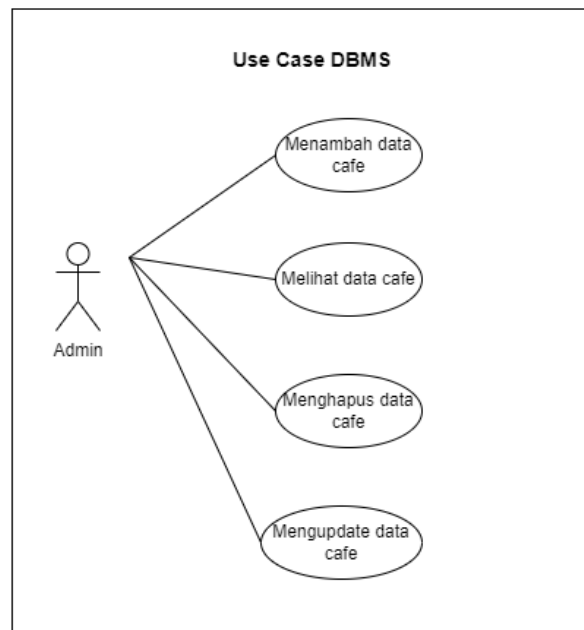 Use Case DBMS
Menambah data
cafe
Melihat data cafe
Admin
Menghapus data
cafe
Mengupdate data
cafe